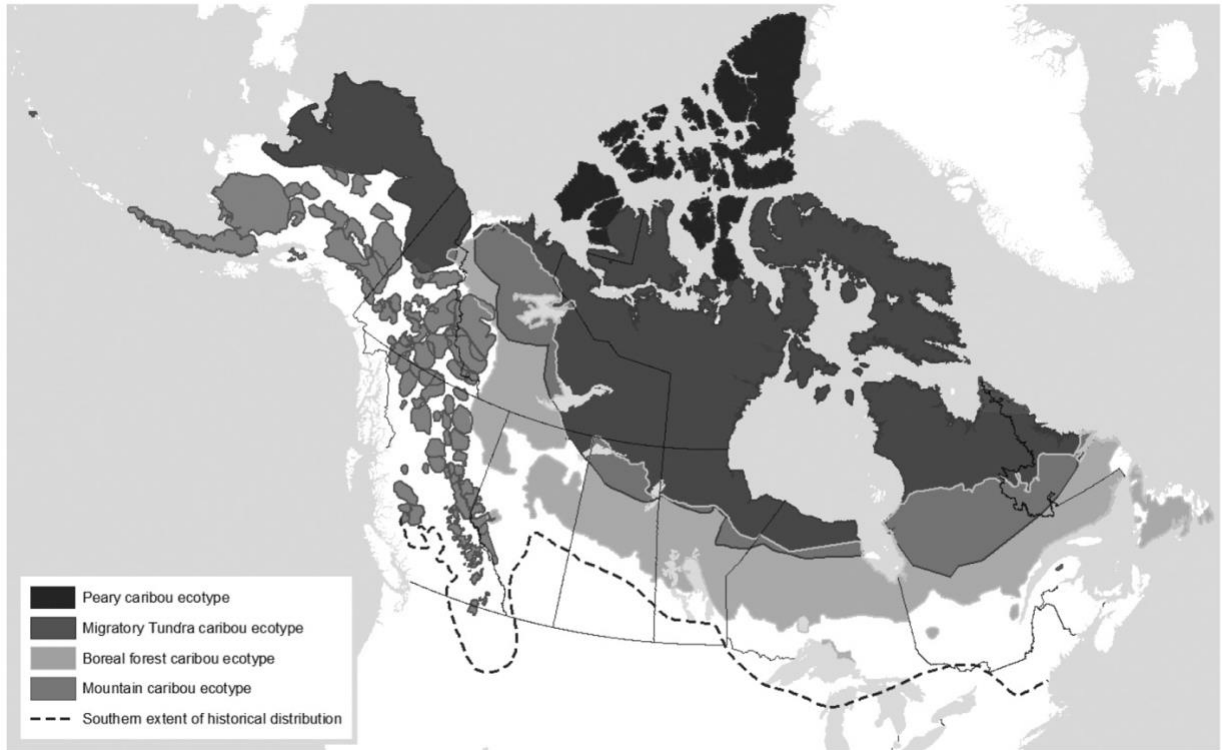 Peary caribou ecotype
Migratory Tundra caribou ecotype
Boreal forest caribou ecotype
Mountain caribou ecotype
Southern extent of historical distribution